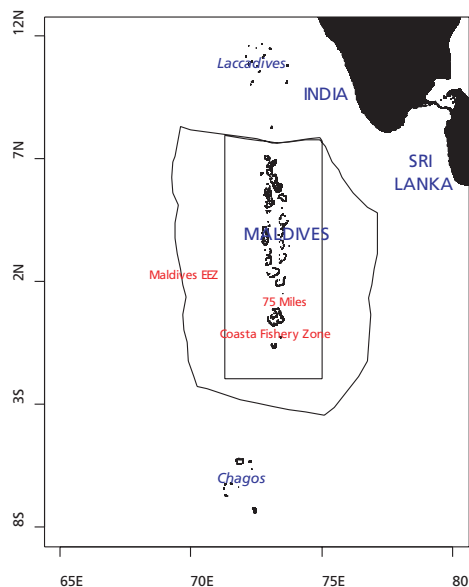 12N
Laccadives
INDIA
7N
SRI
LANKA
MALDIVES
Maldives EEZ
2N
75 Miles
Coasta Fishery Zone
3S
Chagos
8S
65E
70E
75E
80